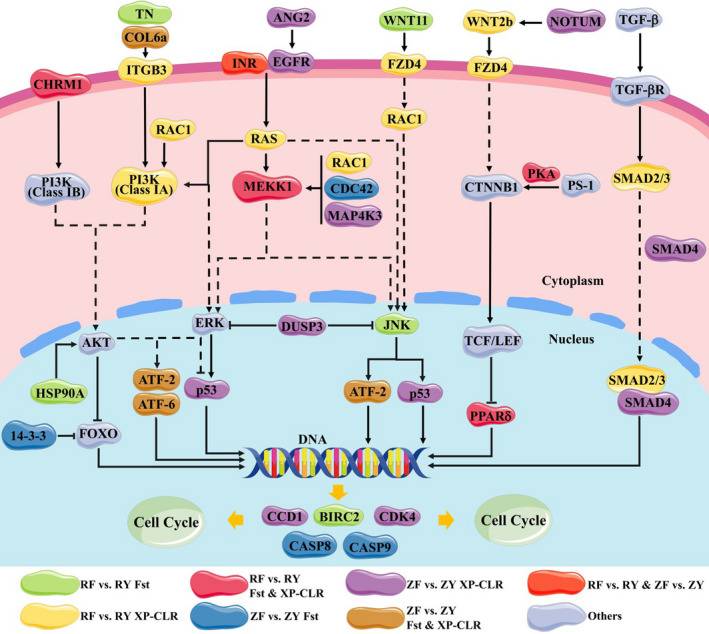 TN
ANG2
WNT11
WNT2b
NOTUM
TGF-β
COL6a
CHRM1
ITGB3
INR
EGFR
FZD4
FZD4
TGF-βR
RAC1
RAS
RAC1
PI3K
(Class IB)
PI3K
(Class IA)
MEKK1
RAC1
CDC42
MAP4K3
CTNNB1
PKA
PS-1
SMAD2/3
SMAD4
Cytoplasm
Nucleus
AKT
ERK
DUSP3
JNK
TCF/LEF
HSP90A
ATF-2
ATF-6
p53
ATF-2
p53
PPARδ
SMAD2/3
SMAD4
14-3-3
FOXO
DNA
Cell Cycle
CCD1
BIRC2
CDK4
Cell Cycle
CASP8
CASP9
RF vs. RY Fst
RF vs. RY
Fst & XP-CLR
ZF vs. ZY XP-CLR
RF vs. RY & ZF vs. ZY
RF vs. RY XP-CLR
ZF vs. ZY Fst
ZF vs. ZY
Fst & XP-CLR
Others